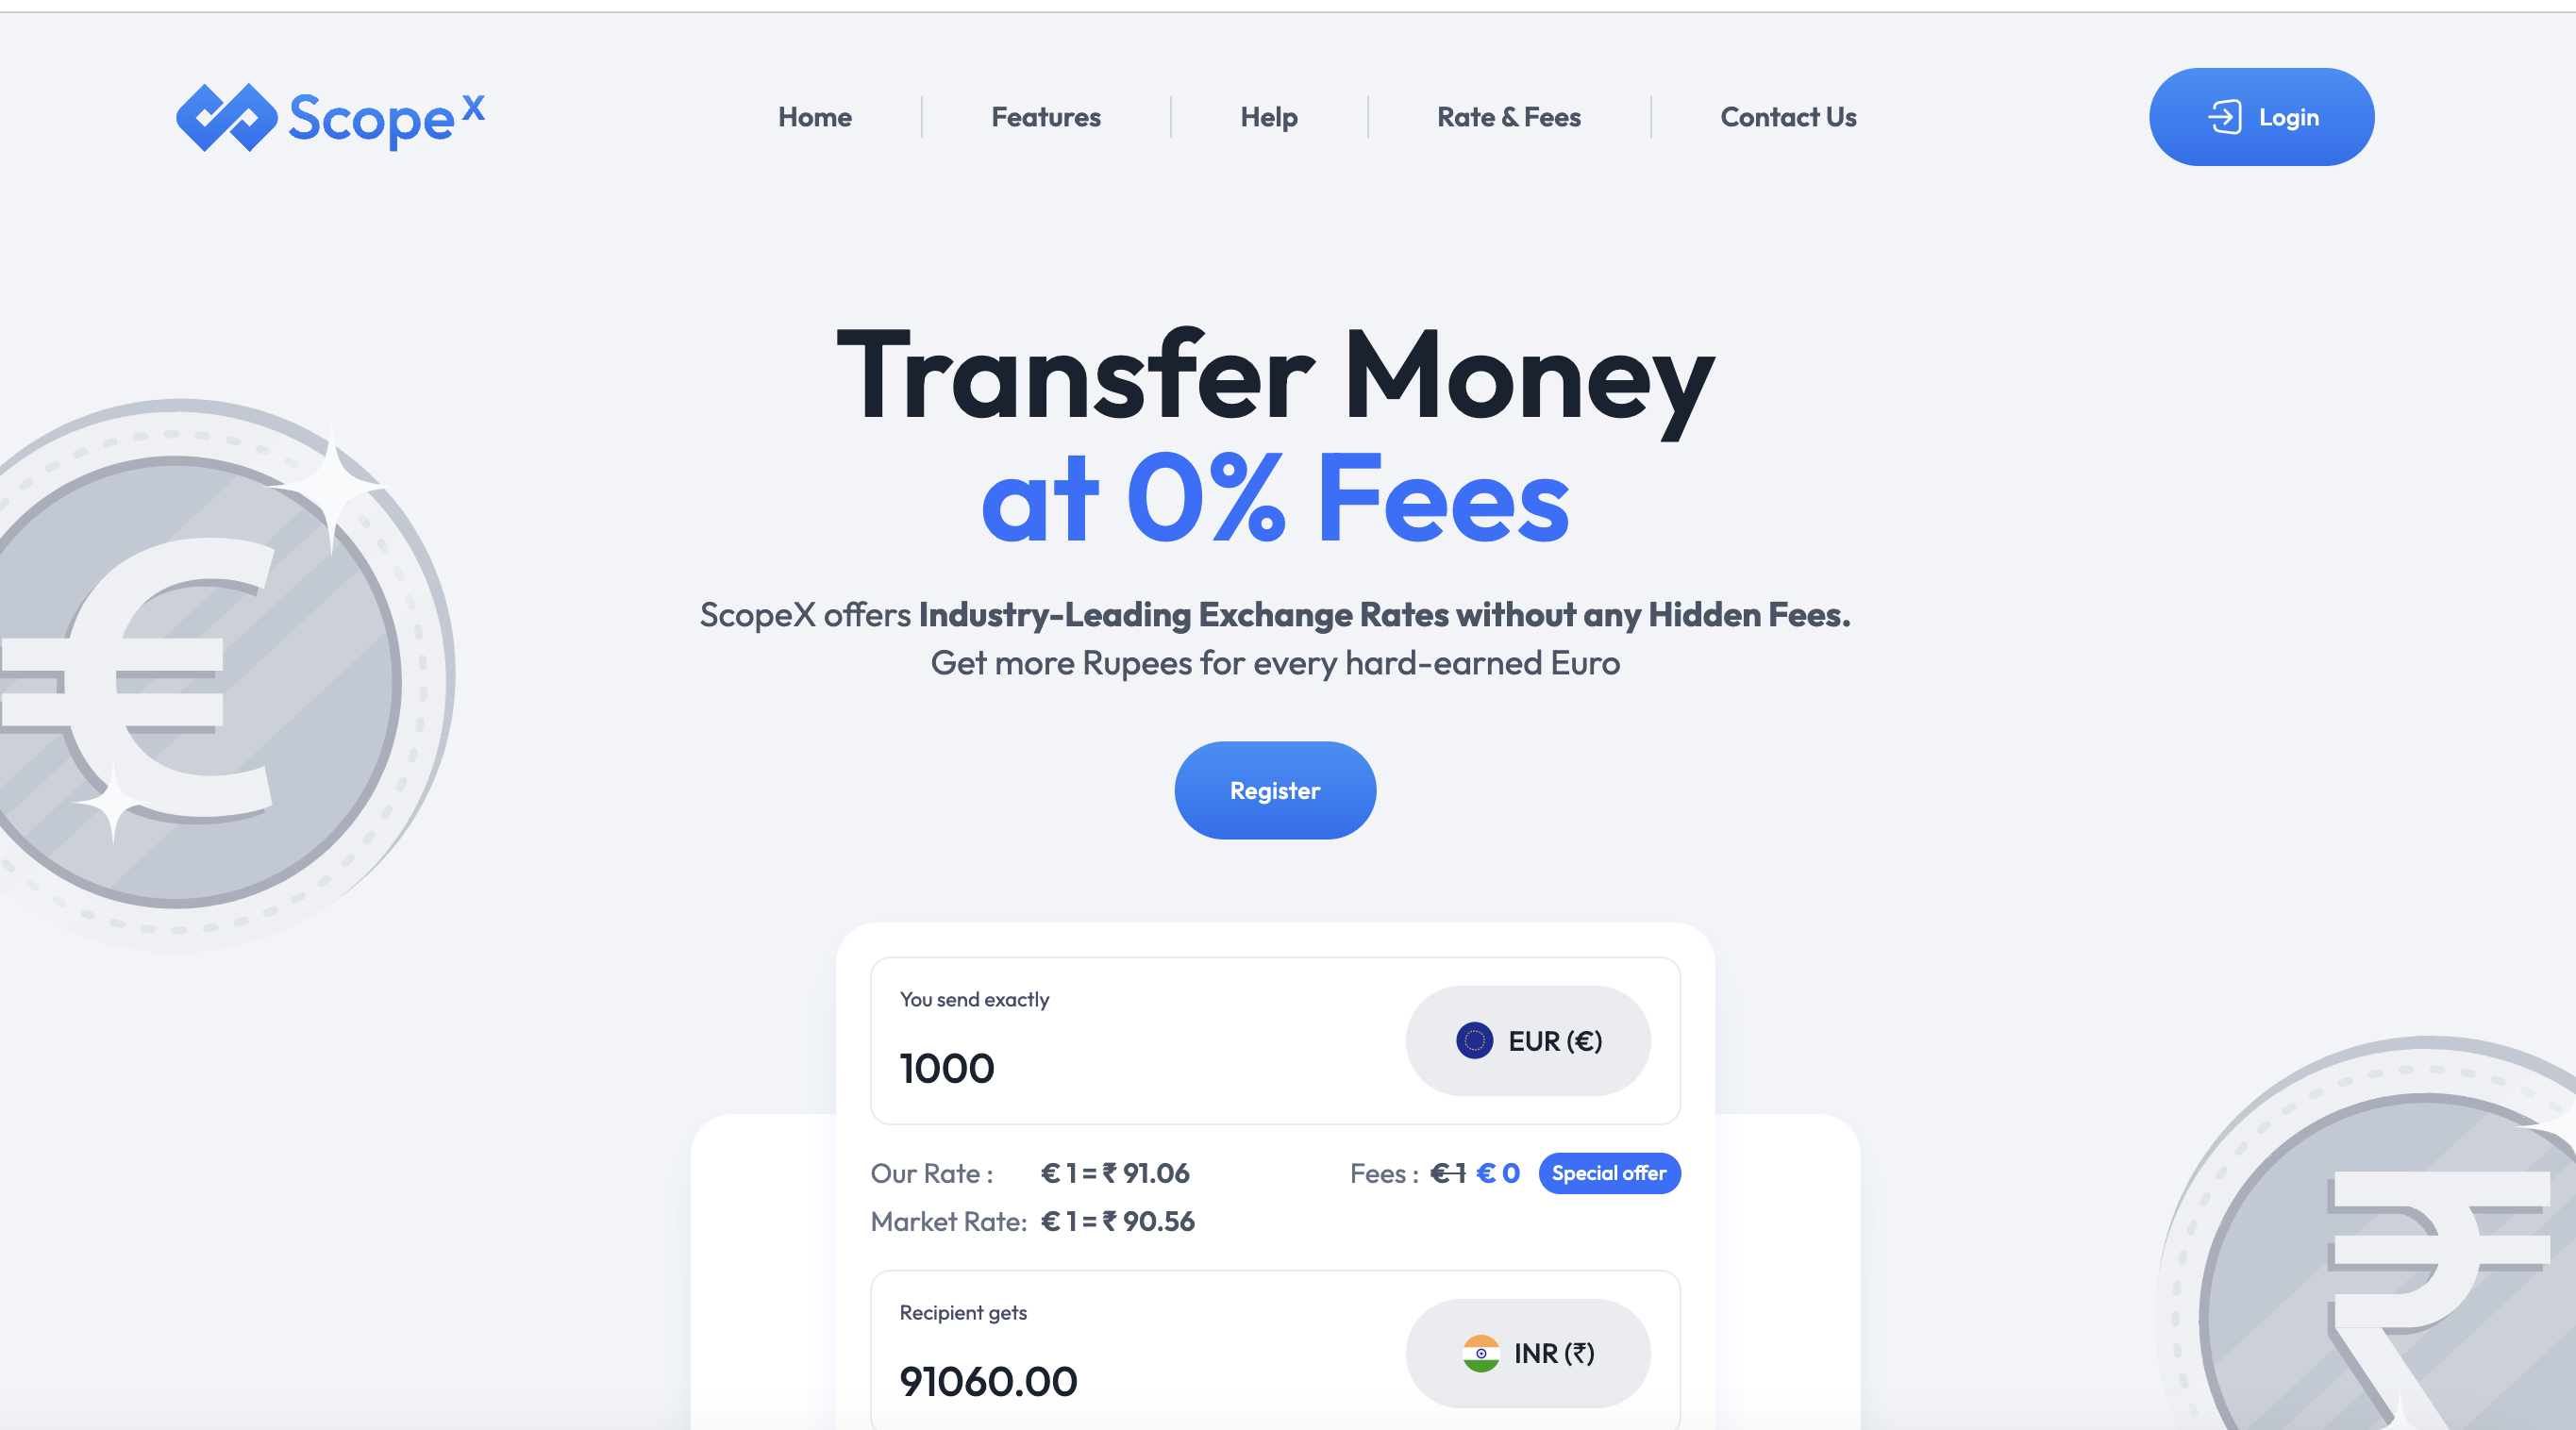 Scope X
Home
Features
Help
Rate & Fees
Contact Us
Login
Transfer Money
at 0% Fees
ScopeX offers Industry-Leading Exchange Rates without any Hidden Fees.
Get more Rupees for every hard-earned Euro
Register
You send exactly
1000
EUR (€)
Our Rate : € 1 = ₹ 91.06
Fees : € 1 € 0 Special offer
Market Rate: € 1 = ₹ 90.56
Recipient gets
91060.00
INR (₹)
€
₹